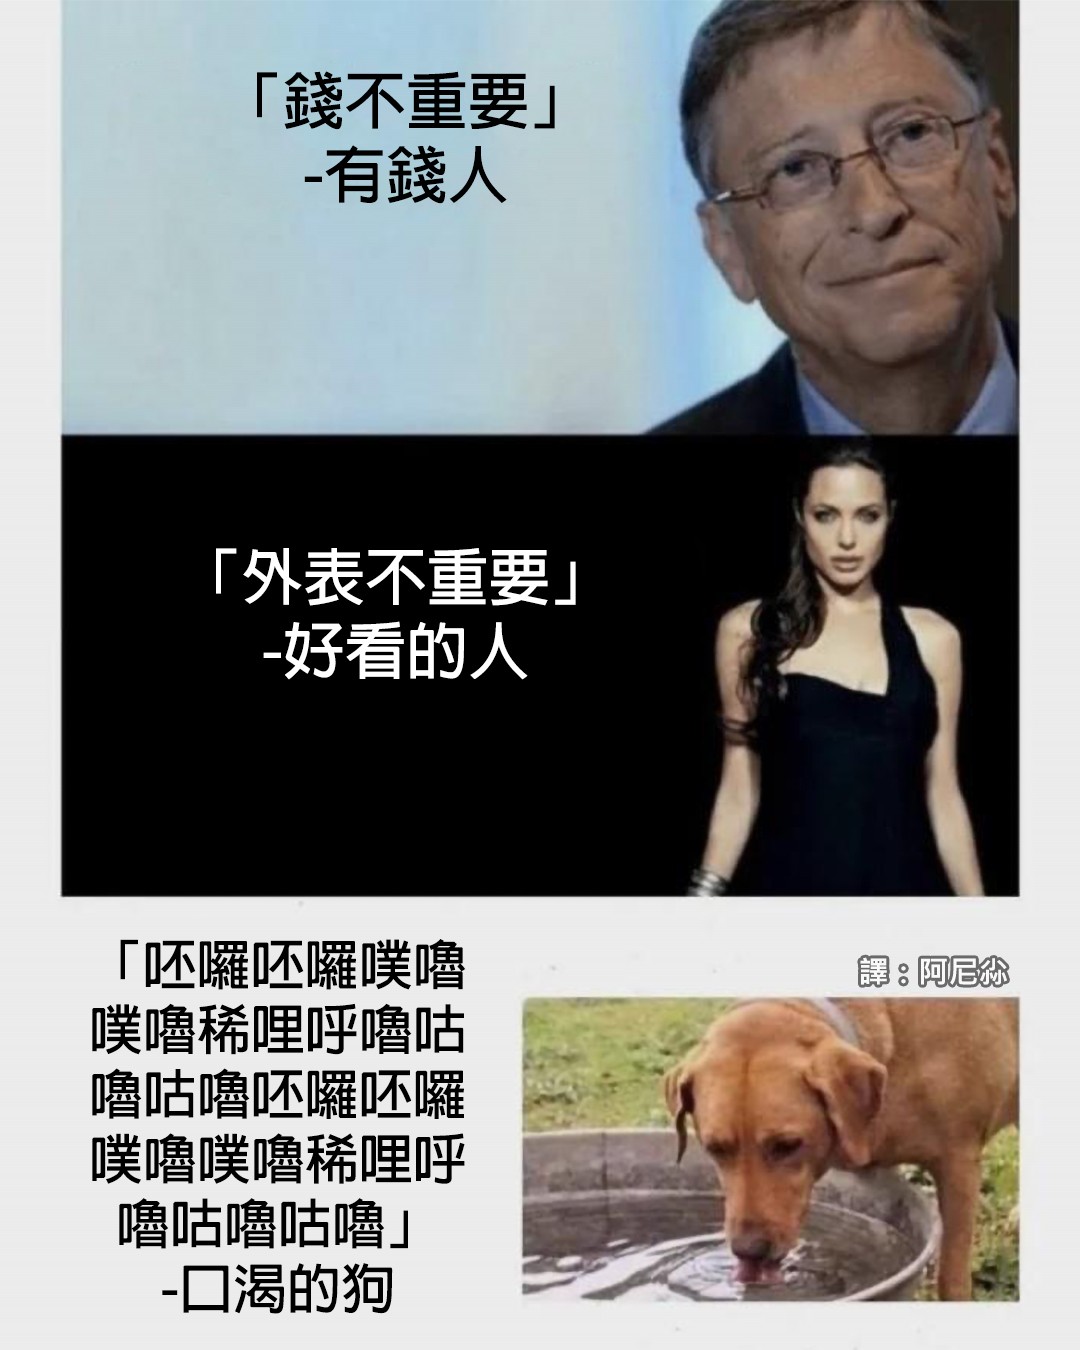 「錢不重要」
-有錢人
「外表不重要」
-好看的人
「呸囉呸囉噗嚕
噗嚕稀哩呼嚕咕
嚕咕嚕呸囉呸囉
噗嚕噗嚕稀哩呼
嚕咕嚕咕嚕」
-口渴的狗
譯：阿尼尛